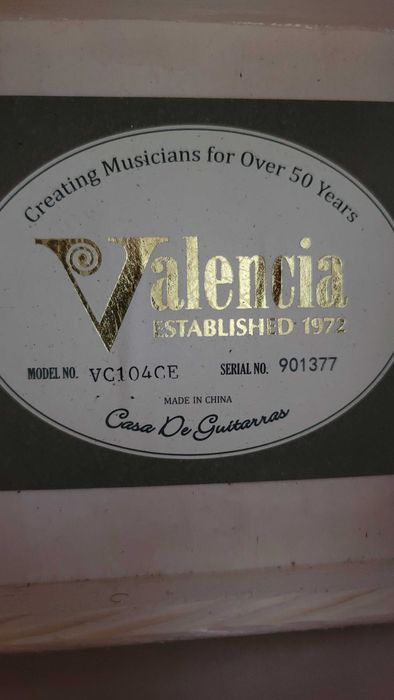 Creating Musicians for Over 50 Years
Valencia
ESTABLISHED 1972
MODEL NO. VC104CE SERIAL NO. 901377
MADE IN CHINA
Casa De Guitarras